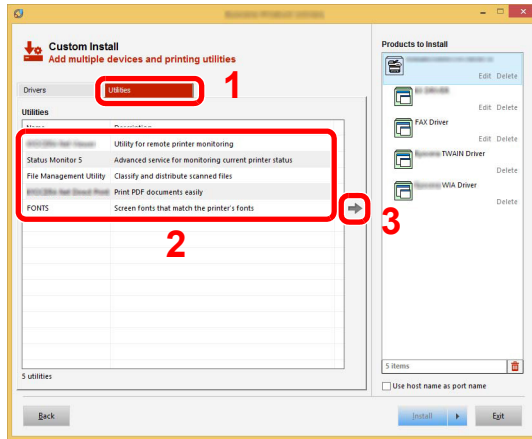 Custom Install
Add multiple devices and printing utilities
Products to Install
Edit Delete
Edit Delete
FAX Driver
Edit Delete
TWAIN Driver
Delete
WIA Driver
Delete
Drivers
Utilities
1
Utilities
Utility for remote printer monitoring
Status Monitor 5 Advanced service for monitoring current printer status
File Management Utility Classify and distribute scanned files
Print PDF documents easily
FONTS Screen fonts that match the printer's fonts
2
3
5 utilities
5 items
Use host name as port name
Back
Install
Exit